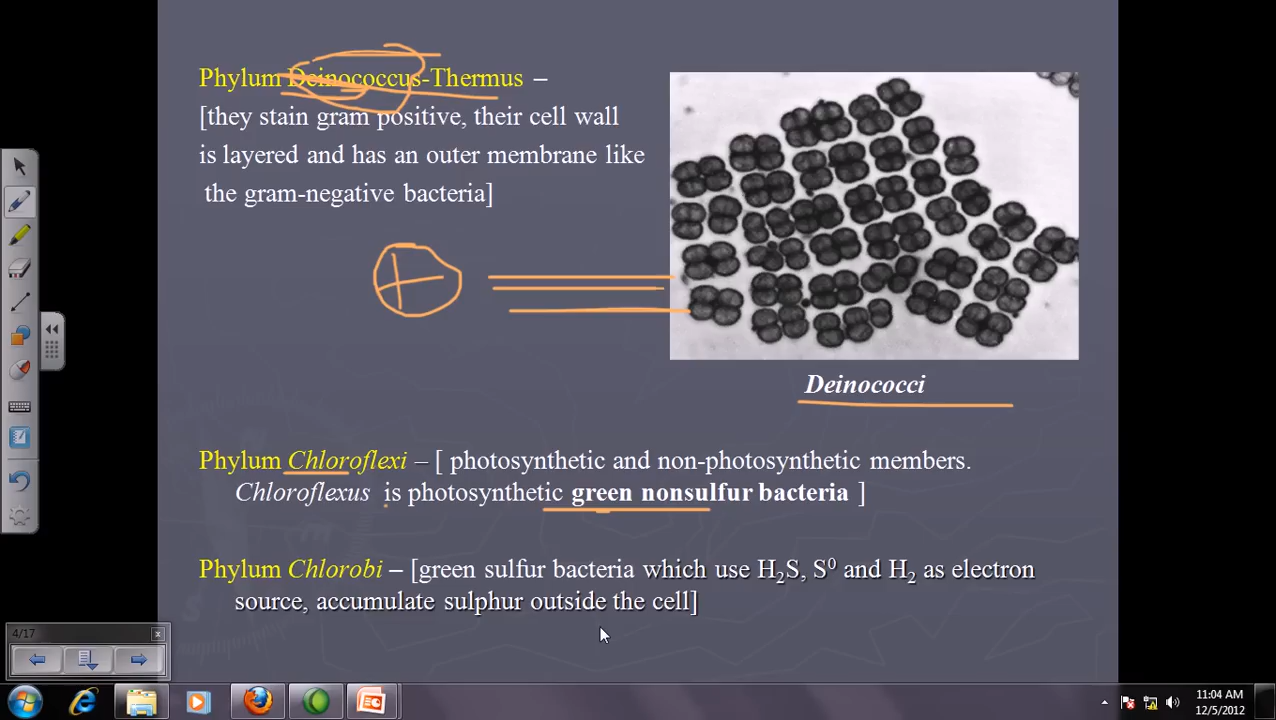 Phylum Deinococcus-Thermus –
[they stain gram positive, their cell wall
is layered and has an outer membrane like
the gram-negative bacteria]
Deinococci
Phylum Chloroflexi – [ photosynthetic and non-photosynthetic members.
Chloroflexus is photosynthetic green nonsulfur bacteria ]
Phylum Chlorobi – [green sulfur bacteria which use H₂S, S⁰ and H₂ as electron
source, accumulate sulphur outside the cell]
4/17
11:04 AM
12/5/2012